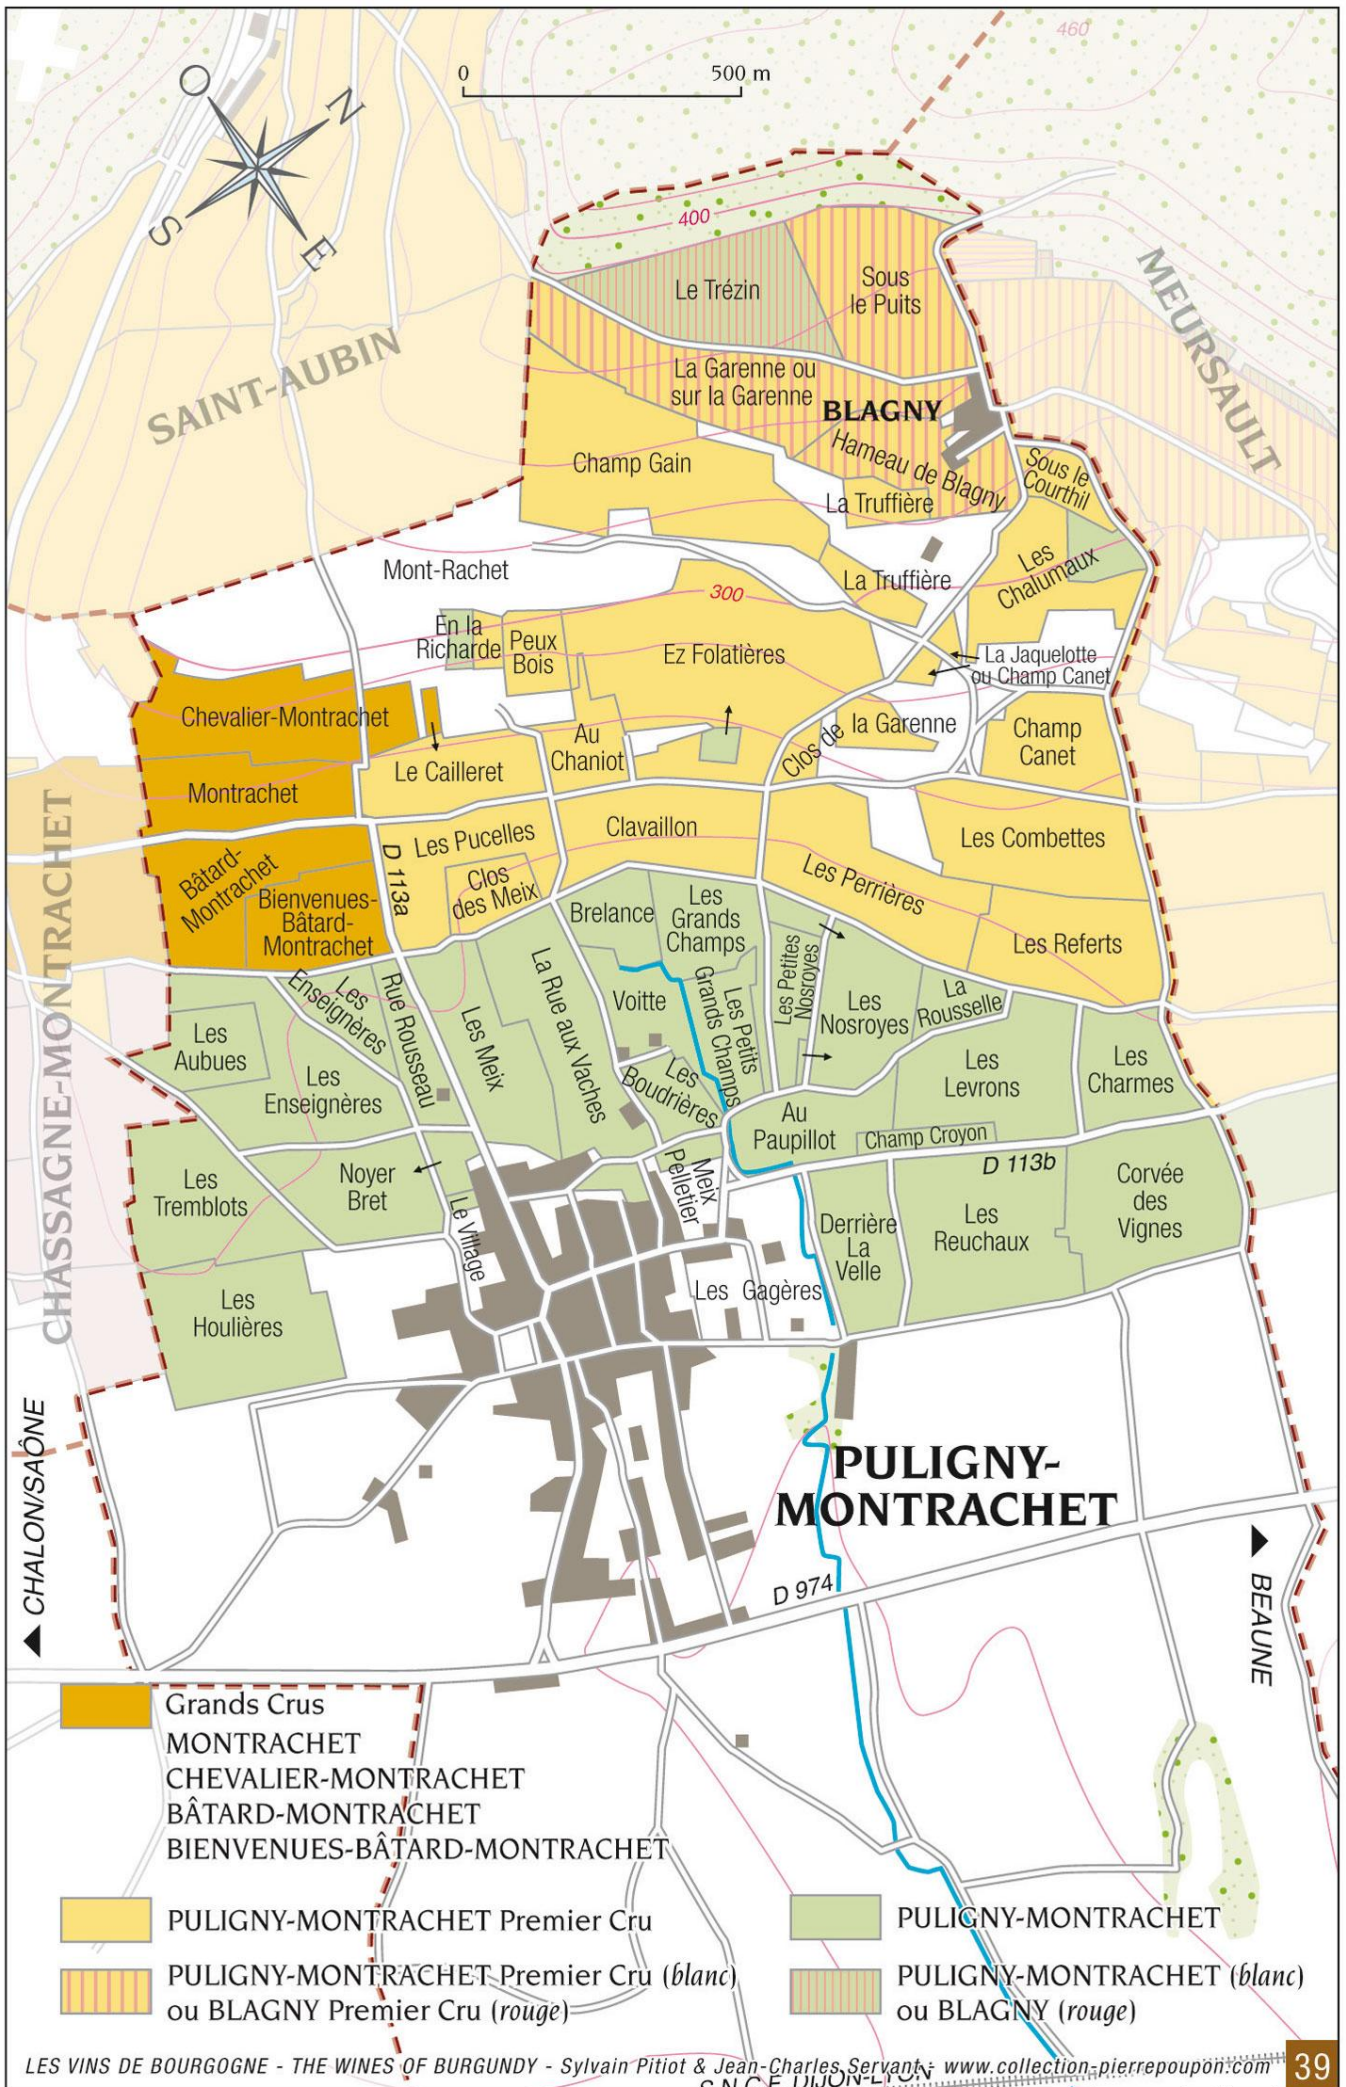 460
0 500 m
O
N
S
E
400
Le Trézin
Sous
le Puits
MEURSAULT
SAINT-AUBIN
La Garenne ou
sur la Garenne
BLAGNY
Hameau de Blagny
Champ Gain
Sous le
Courthil
La Truffière
Mont-Rachet
La Truffière
Les
Chalumaux
300
En la
Richarde
Peux
Bois
Ez Folatières
La Jaquelotte
ou Champ Canet
Chevalier-Montrachet
Au
Chaniot
Clos de la Garenne
Champ
Canet
Le Cailleret
Montrachet
CHASSAGNE-MONTRACHET
D 113a
Les Pucelles
Clavaillon
Les Combettes
Bâtard-
Montrachet
Clos
des Meix
Les Perrières
Bienvenues-
Bâtard-
Montrachet
Brelance
Les
Grands
Champs
Les Referts
Les
Enseignères
Rue Rousseau
Les Meix
La Rue aux Vaches
Voitte
Les Petits
Grands Champs
Les Petites
Nosroyes
Les
Nosroyes
La
Rousselle
Les
Aubues
Les
Enseignères
Les
Boudrières
Les
Levrons
Les
Charmes
Au
Paupillot
Champ Croyon
D 113b
Les
Tremblots
Noyer
Bret
Le Village
Meix
Pelletier
Derrière
La
Velle
Les
Reuchaux
Corvée
des
Vignes
Les Gagères
Les
Houlières
CHALON/SAÔNE
PULIGNY-
MONTRACHET
D 974
BEAUNE
Grands Crus
MONTRACHET
CHEVALIER-MONTRACHET
BÂTARD-MONTRACHET
BIENVENUES-BÂTARD-MONTRACHET
PULIGNY-MONTRACHET Premier Cru
PULIGNY-MONTRACHET
PULIGNY-MONTRACHET Premier Cru (blanc)
ou BLAGNY Premier Cru (rouge)
PULIGNY-MONTRACHET (blanc)
ou BLAGNY (rouge)
LES VINS DE BOURGOGNE - THE WINES OF BURGUNDY - Sylvain Pitiot & Jean-Charles Servant - www.collection-pierrepoupon.com 39
S.N.C.F. DIJON-LYON